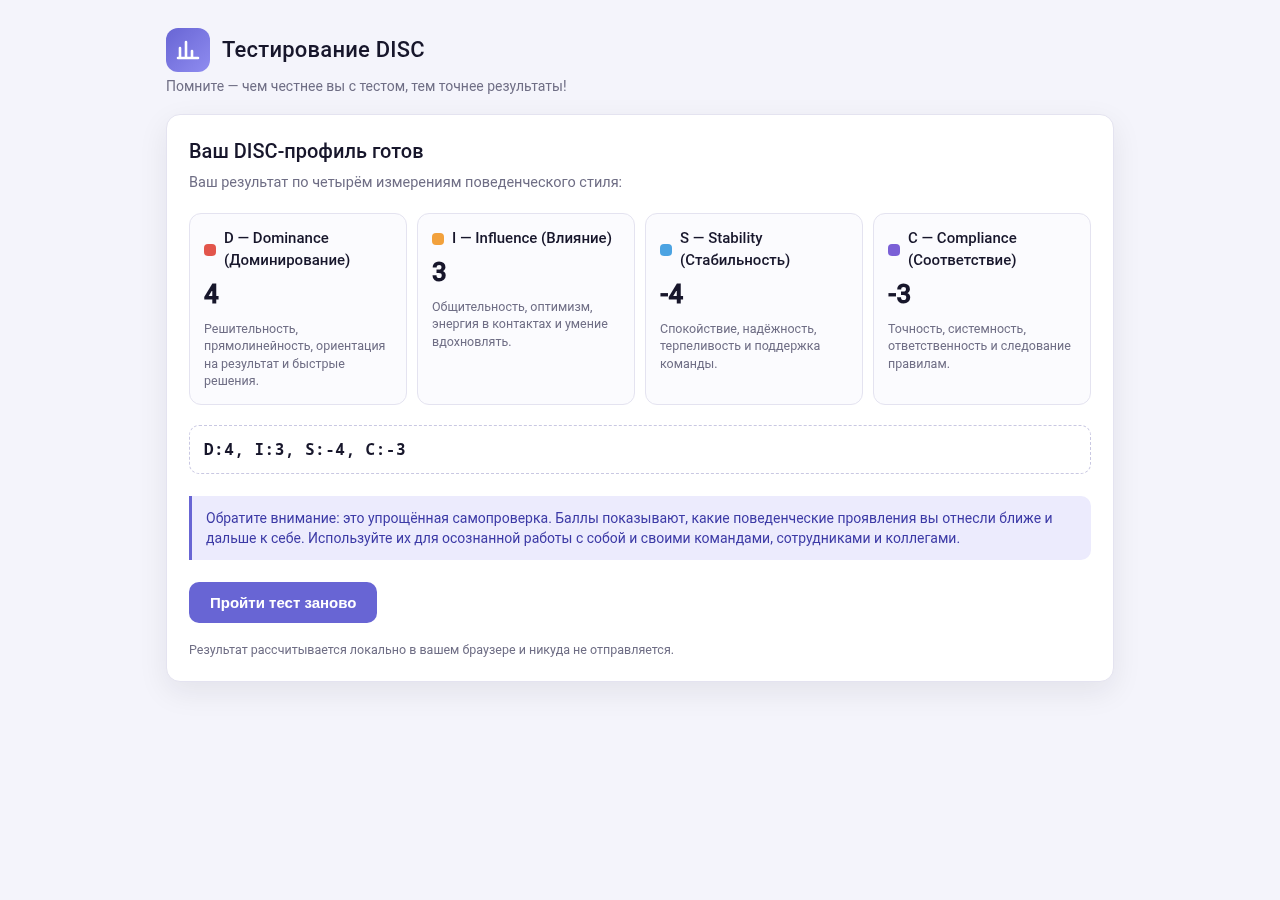 Тестирование DISC
Помните — чем честнее вы с тестом, тем точнее результаты!
Ваш DISC-профиль готов
Ваш результат по четырём измерениям поведенческого стиля:
D — Dominance
(Доминирование)
4
Решительность,
прямолинейность, ориентация
на результат и быстрые
решения.
I — Influence (Влияние)
3
Общительность, оптимизм,
энергия в контактах и умение
вдохновлять.
S — Stability
(Стабильность)
-4
Спокойствие, надёжность,
терпеливость и поддержка
команды.
C — Compliance
(Соответствие)
-3
Точность, системность,
ответственность и следование
правилам.
D:4, I:3, S:-4, C:-3
Обратите внимание: это упрощённая самопроверка. Баллы показывают, какие поведенческие проявления вы отнесли ближе и
дальше к себе. Используйте их для осознанной работы с собой и своими командами, сотрудниками и коллегами.
Пройти тест заново
Результат рассчитывается локально в вашем браузере и никуда не отправляется.